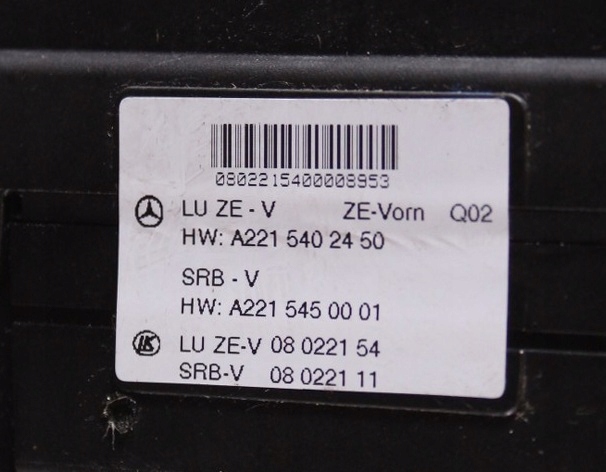 0802215400008953
LU ZE - V ZE-Vorn Q02
HW: A221 540 24 50
SRB - V
HW: A221 545 00 01
LK LU ZE-V 08 0221 54
SRB-V 08 0221 11